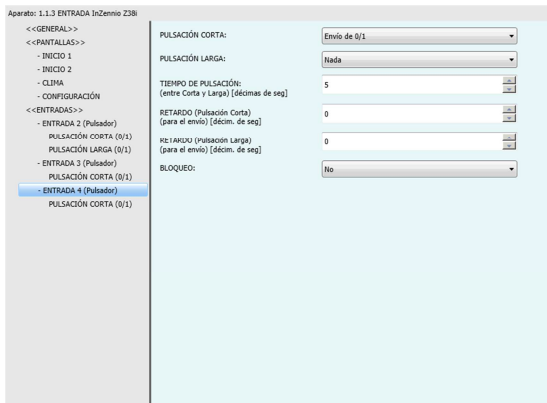 Aparato: 1.1.3 ENTRADA InZennio Z38i
<<GENERAL>>
<<PANTALLAS>>
- INICIO 1
- INICIO 2
- CLIMA
- CONFIGURACIÓN
<<ENTRADAS>>
- ENTRADA 2 (Pulsador)
PULSACIÓN CORTA (0/1)
PULSACIÓN LARGA (0/1)
- ENTRADA 3 (Pulsador)
PULSACIÓN CORTA (0/1)
- ENTRADA 4 (Pulsador)
PULSACIÓN CORTA (0/1)
PULSACIÓN CORTA: Envío de 0/1
PULSACIÓN LARGA: Nada
TIEMPO DE PULSACIÓN: 5
(entre Corta y Larga) [décimas de seg]
RETARDO (Pulsación Corta) 0
(para el envío) [décim. de seg]
RETARDO (Pulsación Larga) 0
(para el envío) [décim. de seg]
BLOQUEO: No